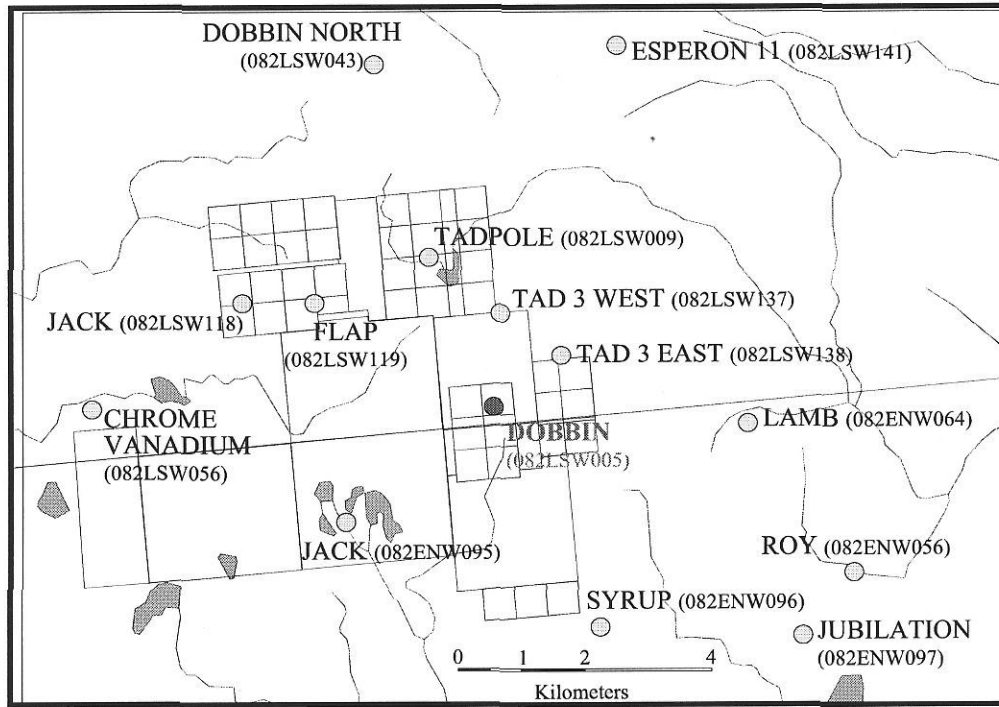 DOBBIN NORTH
(082LSW043)
ESPERON 11 (082LSW141)
TADPOLE (082LSW009)
TAD 3 WEST (082LSW137)
JACK (082LSW118)
FLAP
(082LSW119)
TAD 3 EAST (082LSW138)
CHROME
VANADIUM
(082LSW056)
DOBBIN
(082LSW005)
LAMB (082ENW064)
JACK (082ENW095)
ROY (082ENW056)
SYRUP (082ENW096)
JUBILATION
(082ENW097)
0 1 2 4
Kilometers